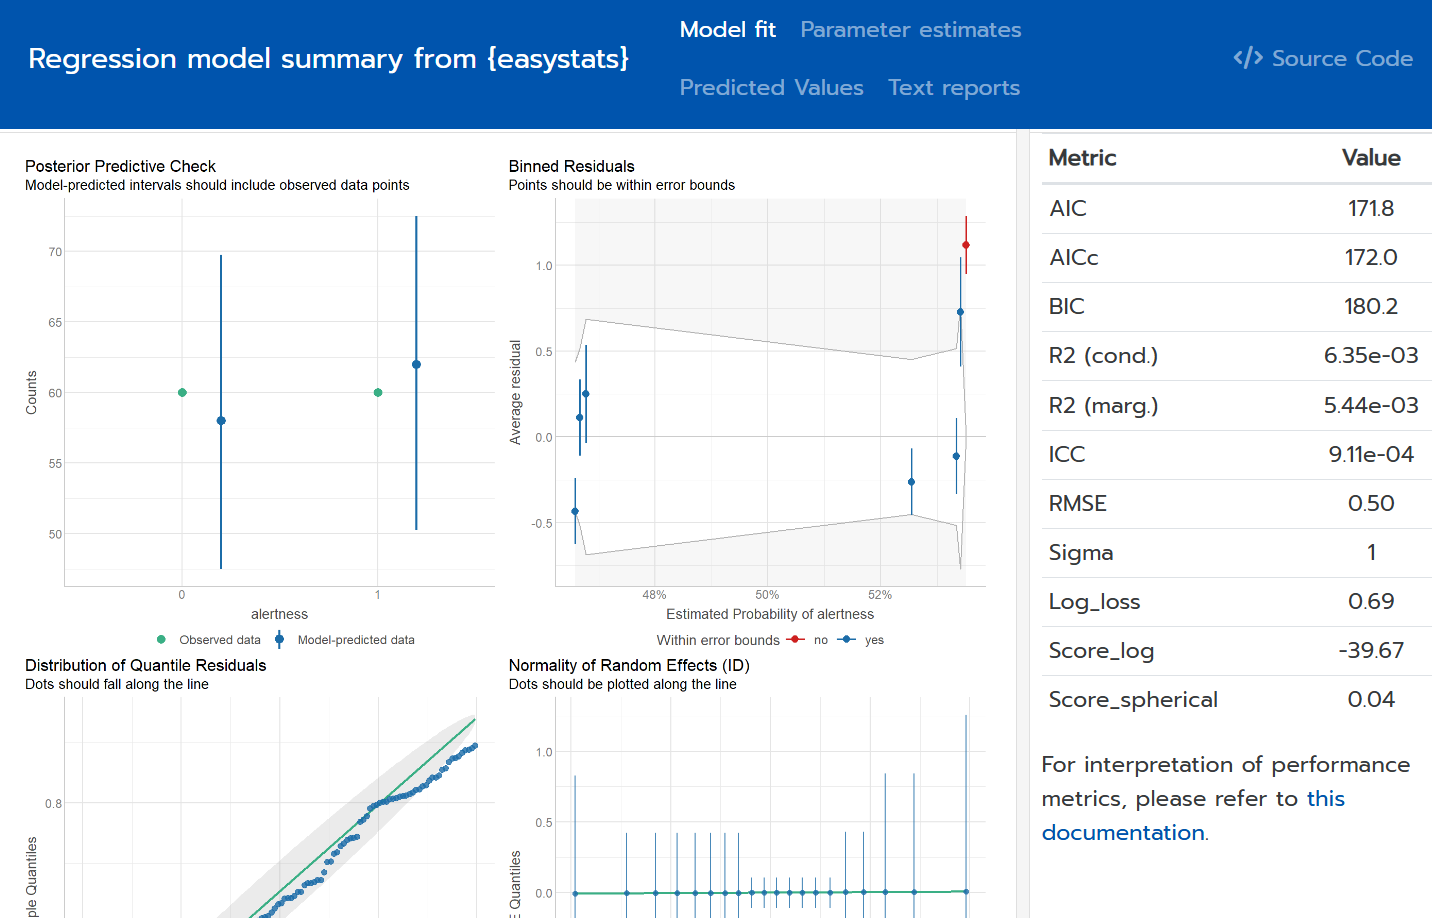 Regression model summary from {easystats}
Model fit
Parameter estimates
Predicted Values
Text reports
</> Source Code
Posterior Predictive Check
Model-predicted intervals should include observed data points
Counts
70
65
60
55
50
0
1
alertness
Observed data
Model-predicted data
Binned Residuals
Points should be within error bounds
Average residual
1.0
0.5
0.0
-0.5
48%
50%
52%
Estimated Probability of alertness
Within error bounds
no
yes
Distribution of Quantile Residuals
Dots should fall along the line
0.8
ple Quantiles
Normality of Random Effects (ID)
Dots should be plotted along the line
1.0
0.5
0.0
Quantiles
Metric Value
AIC 171.8
AICc 172.0
BIC 180.2
R2 (cond.) 6.35e-03
R2 (marg.) 5.44e-03
ICC 9.11e-04
RMSE 0.50
Sigma 1
Log_loss 0.69
Score_log -39.67
Score_spherical 0.04
For interpretation of performance
metrics, please refer to this
documentation.